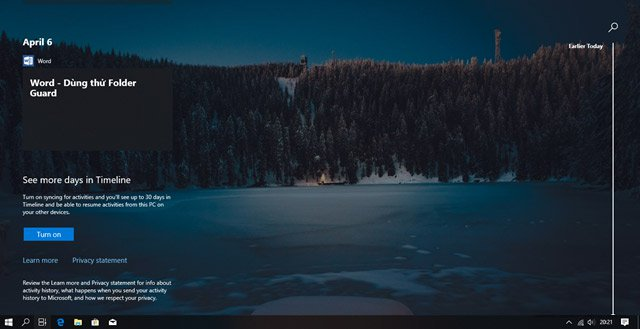 April 6
Earlier Today
Word
Word - Dùng thử Folder
Guard
See more days in Timeline
Turn on syncing for activities and you'll see up to 30 days in
Timeline and be able to resume activities from this PC on
your other devices.
Turn on
Learn more Privacy statement
Review the Learn more and Privacy statement for info about
activity history, what happens when you send your activity
history to Microsoft, and how we respect your privacy.
20:21